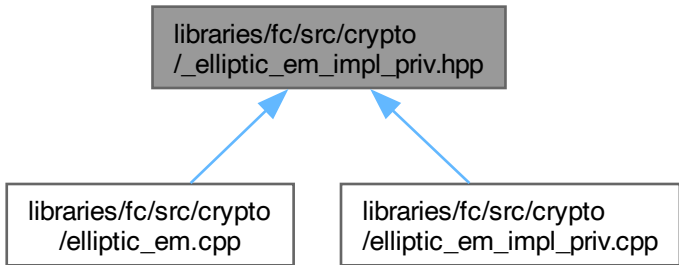 libraries/fc/src/crypto
/_elliptic_em_impl_priv.hpp
libraries/fc/src/crypto
/elliptic_em.cpp
libraries/fc/src/crypto
/elliptic_em_impl_priv.cpp